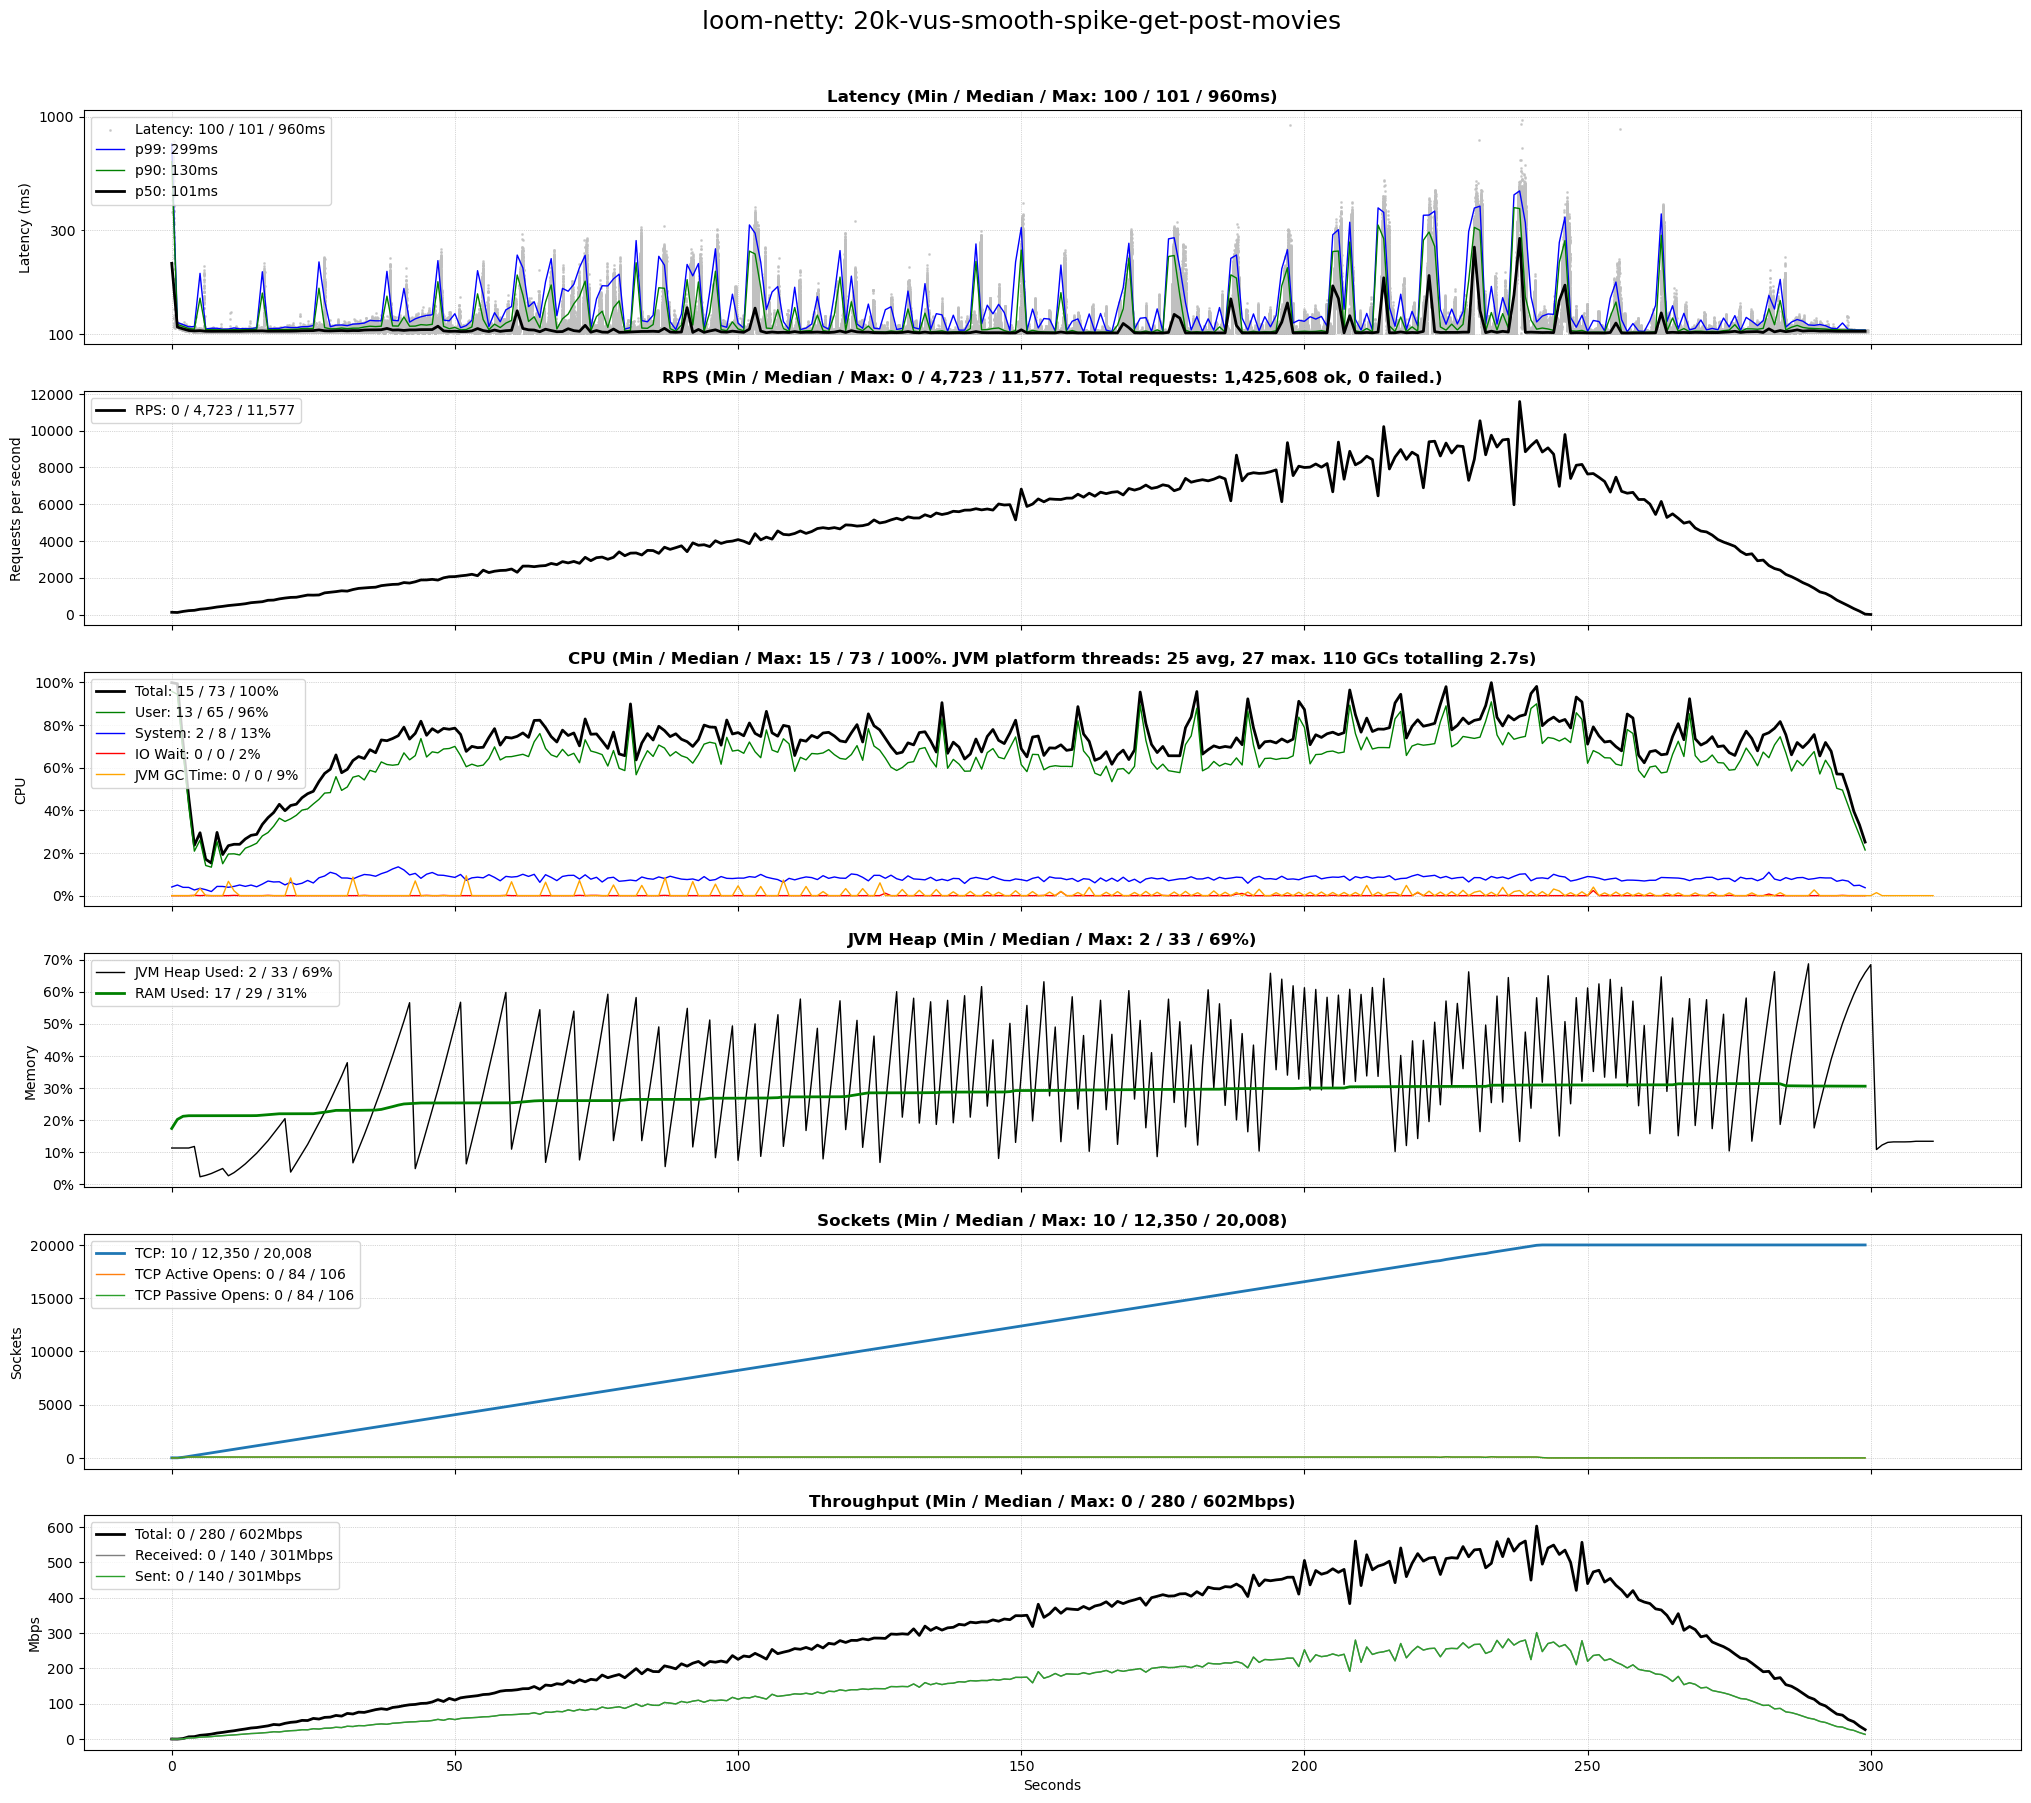 loom-netty: 20k-vus-smooth-spike-get-post-movies
Latency (Min / Median / Max: 100 / 101 / 960ms)
Latency (ms)
1000
300
100
Latency: 100 / 101 / 960ms
p99: 299ms
p90: 130ms
p50: 101ms
RPS (Min / Median / Max: 0 / 4,723 / 11,577. Total requests: 1,425,608 ok, 0 failed.)
Requests per second
12000
10000
8000
6000
4000
2000
0
RPS: 0 / 4,723 / 11,577
CPU (Min / Median / Max: 15 / 73 / 100%. JVM platform threads: 25 avg, 27 max. 110 GCs totalling 2.7s)
CPU
100%
80%
60%
40%
20%
0%
Total: 15 / 73 / 100%
User: 13 / 65 / 96%
System: 2 / 8 / 13%
IO Wait: 0 / 0 / 2%
JVM GC Time: 0 / 0 / 9%
JVM Heap (Min / Median / Max: 2 / 33 / 69%)
Memory
70%
60%
50%
40%
30%
20%
10%
0%
JVM Heap Used: 2 / 33 / 69%
RAM Used: 17 / 29 / 31%
Sockets (Min / Median / Max: 10 / 12,350 / 20,008)
Sockets
20000
15000
10000
5000
0
TCP: 10 / 12,350 / 20,008
TCP Active Opens: 0 / 84 / 106
TCP Passive Opens: 0 / 84 / 106
Throughput (Min / Median / Max: 0 / 280 / 602Mbps)
Mbps
600
500
400
300
200
100
0
Total: 0 / 280 / 602Mbps
Received: 0 / 140 / 301Mbps
Sent: 0 / 140 / 301Mbps
0 50 100 150 200 250 300
Seconds